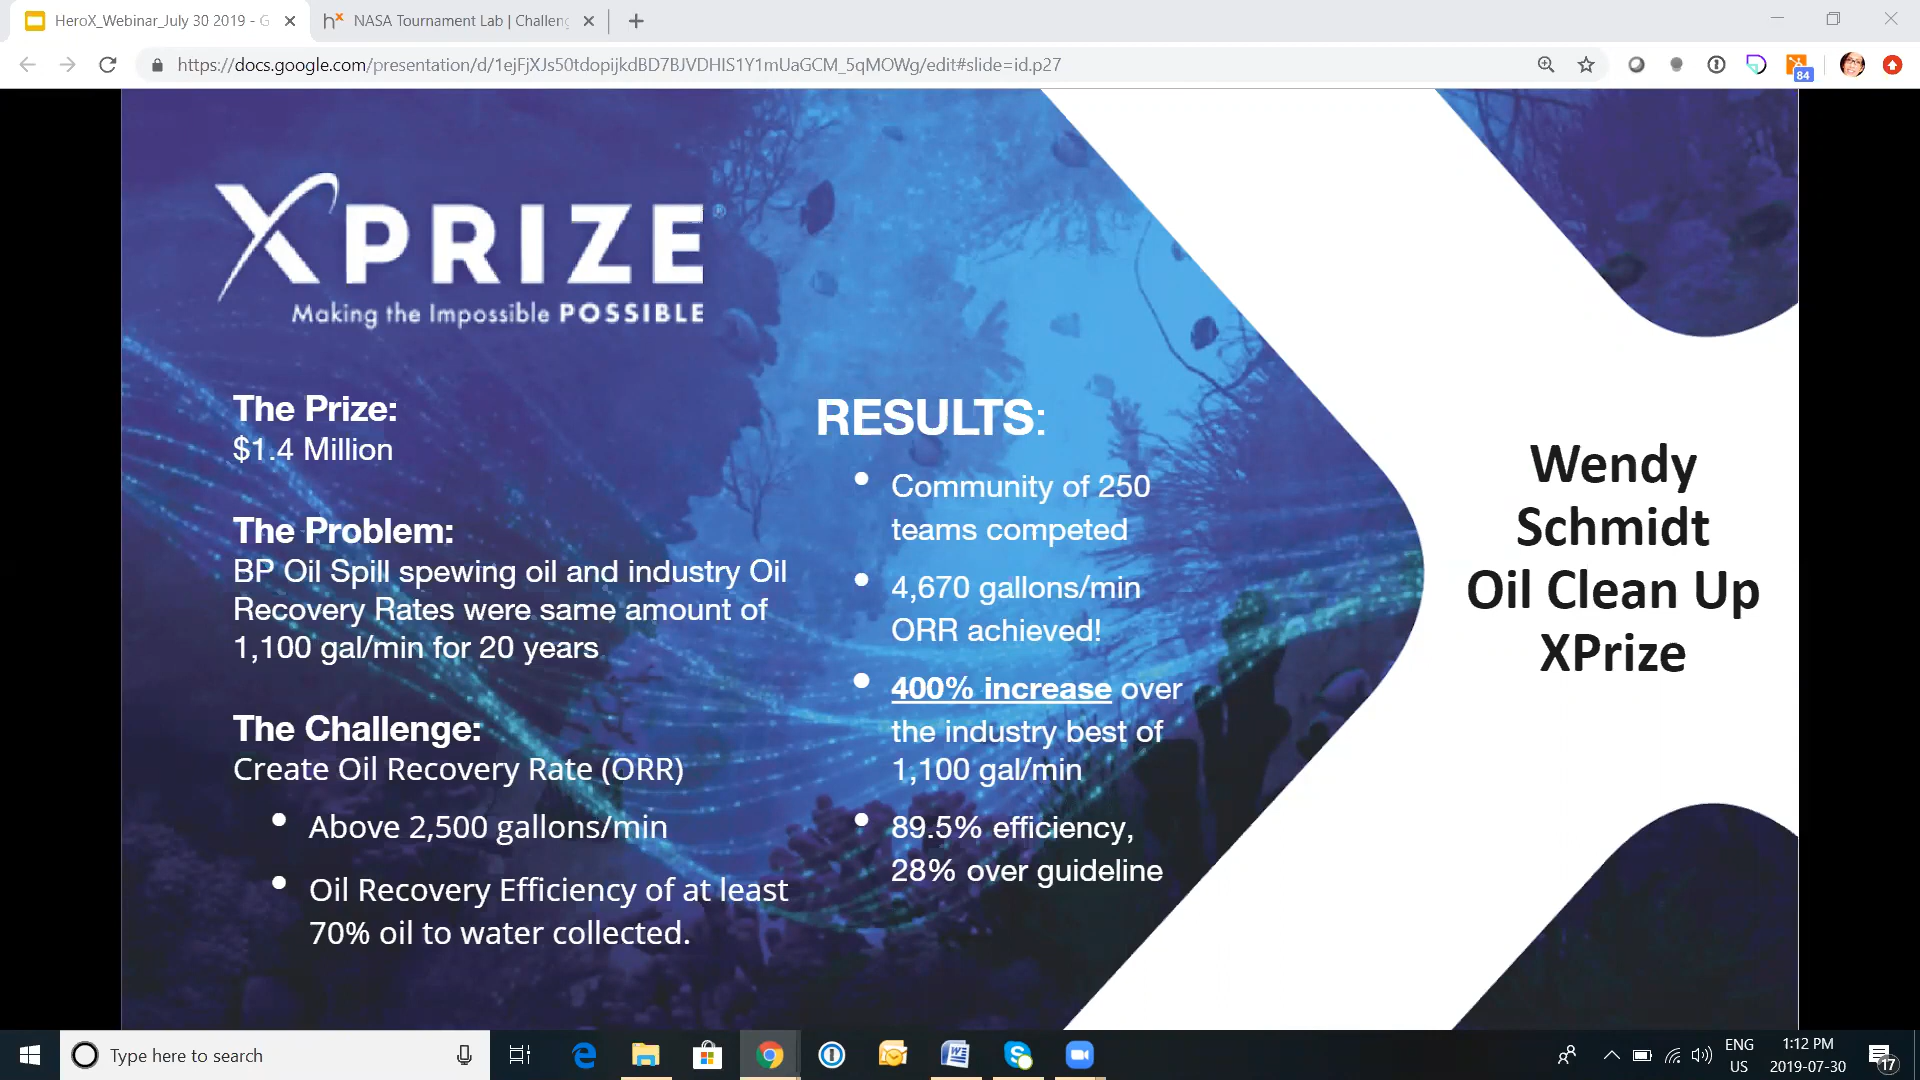 HeroX_Webinar_July 30 2019 - G
hx NASA Tournament Lab | Challeng
https://docs.google.com/presentation/d/1ejFjXJs50tdopijkdBD7BJVDHIS1Y1mUaGCM_5qMOWg/edit#slide=id.p27
84
XPRIZE®
Making the Impossible POSSIBLE
The Prize:
$1.4 Million
The Problem:
BP Oil Spill spewing oil and industry Oil
Recovery Rates were same amount of
1,100 gal/min for 20 years
The Challenge:
Create Oil Recovery Rate (ORR)
• Above 2,500 gallons/min
• Oil Recovery Efficiency of at least
70% oil to water collected.
RESULTS:
• Community of 250
teams competed
• 4,670 gallons/min
ORR achieved!
• 400% increase over
the industry best of
1,100 gal/min
• 89.5% efficiency,
28% over guideline
Wendy
Schmidt
Oil Clean Up
XPrize
Type here to search
ENG
US
1:12 PM
2019-07-30
17